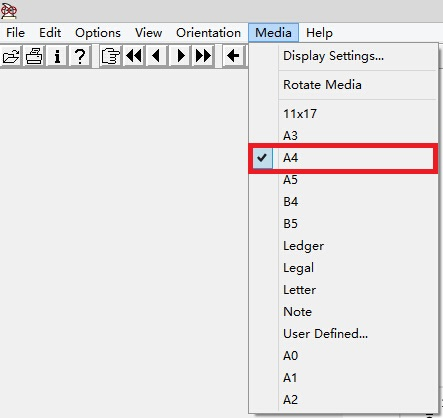 File Edit Options View Orientation Media Help
Display Settings...
Rotate Media
11x17
A3
A4
A5
B4
B5
Ledger
Legal
Letter
Note
User Defined...
A0
A1
A2